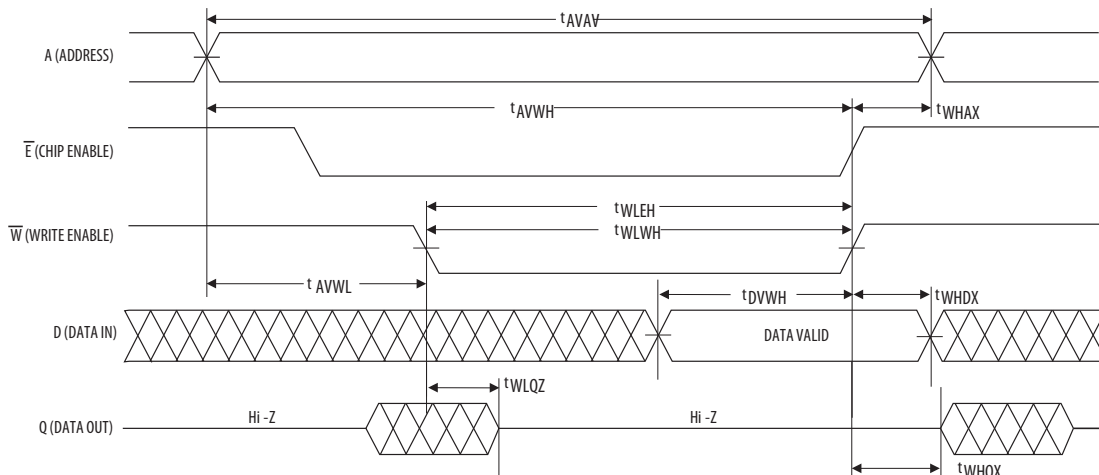 tAVAV
A (ADDRESS)
tAVWH
tWHAX
E (CHIP ENABLE)
tWLEH
tWLWH
W (WRITE ENABLE)
tAVWL
tDVWH
tWHDX
D (DATA IN)
DATA VALID
tWLQZ
Q (DATA OUT)
Hi -Z
Hi -Z
tWHQX